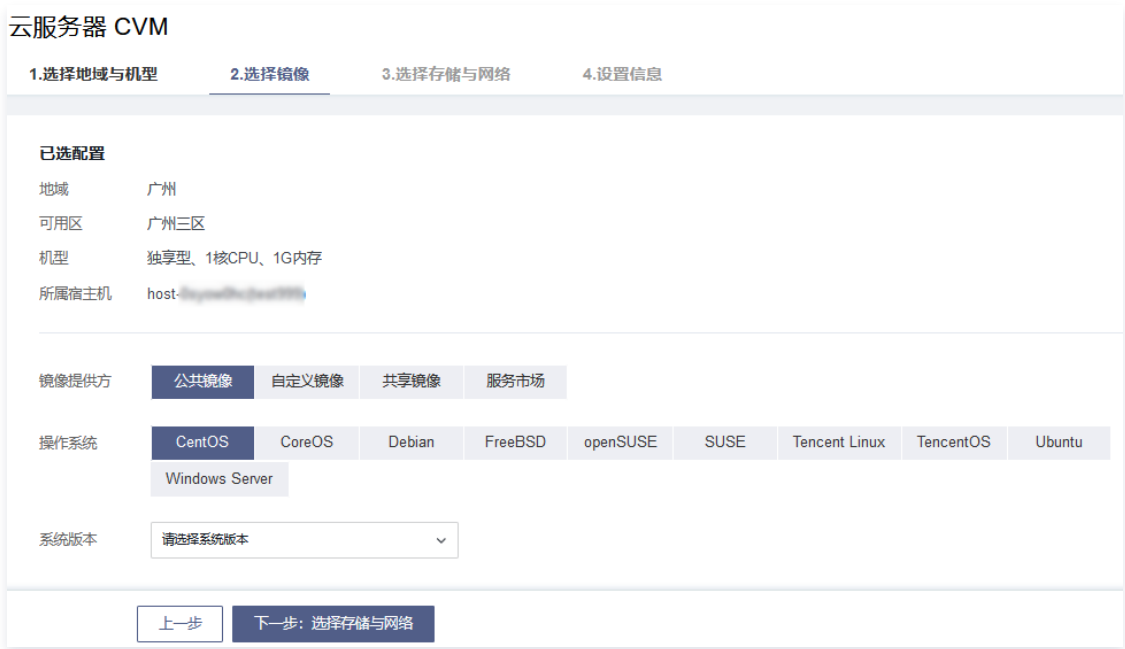 云服务器 CVM
1.选择地域与机型 2.选择镜像 3.选择存储与网络 4.设置信息
已选配置
地域 广州
可用区 广州三区
机型 独享型、1核CPU、1G内存
所属宿主机 host-
镜像提供方 公共镜像 自定义镜像 共享镜像 服务市场
操作系统 CentOS CoreOS Debian FreeBSD openSUSE SUSE Tencent Linux TencentOS Ubuntu
Windows Server
系统版本 请选择系统版本
上一步 下一步：选择存储与网络